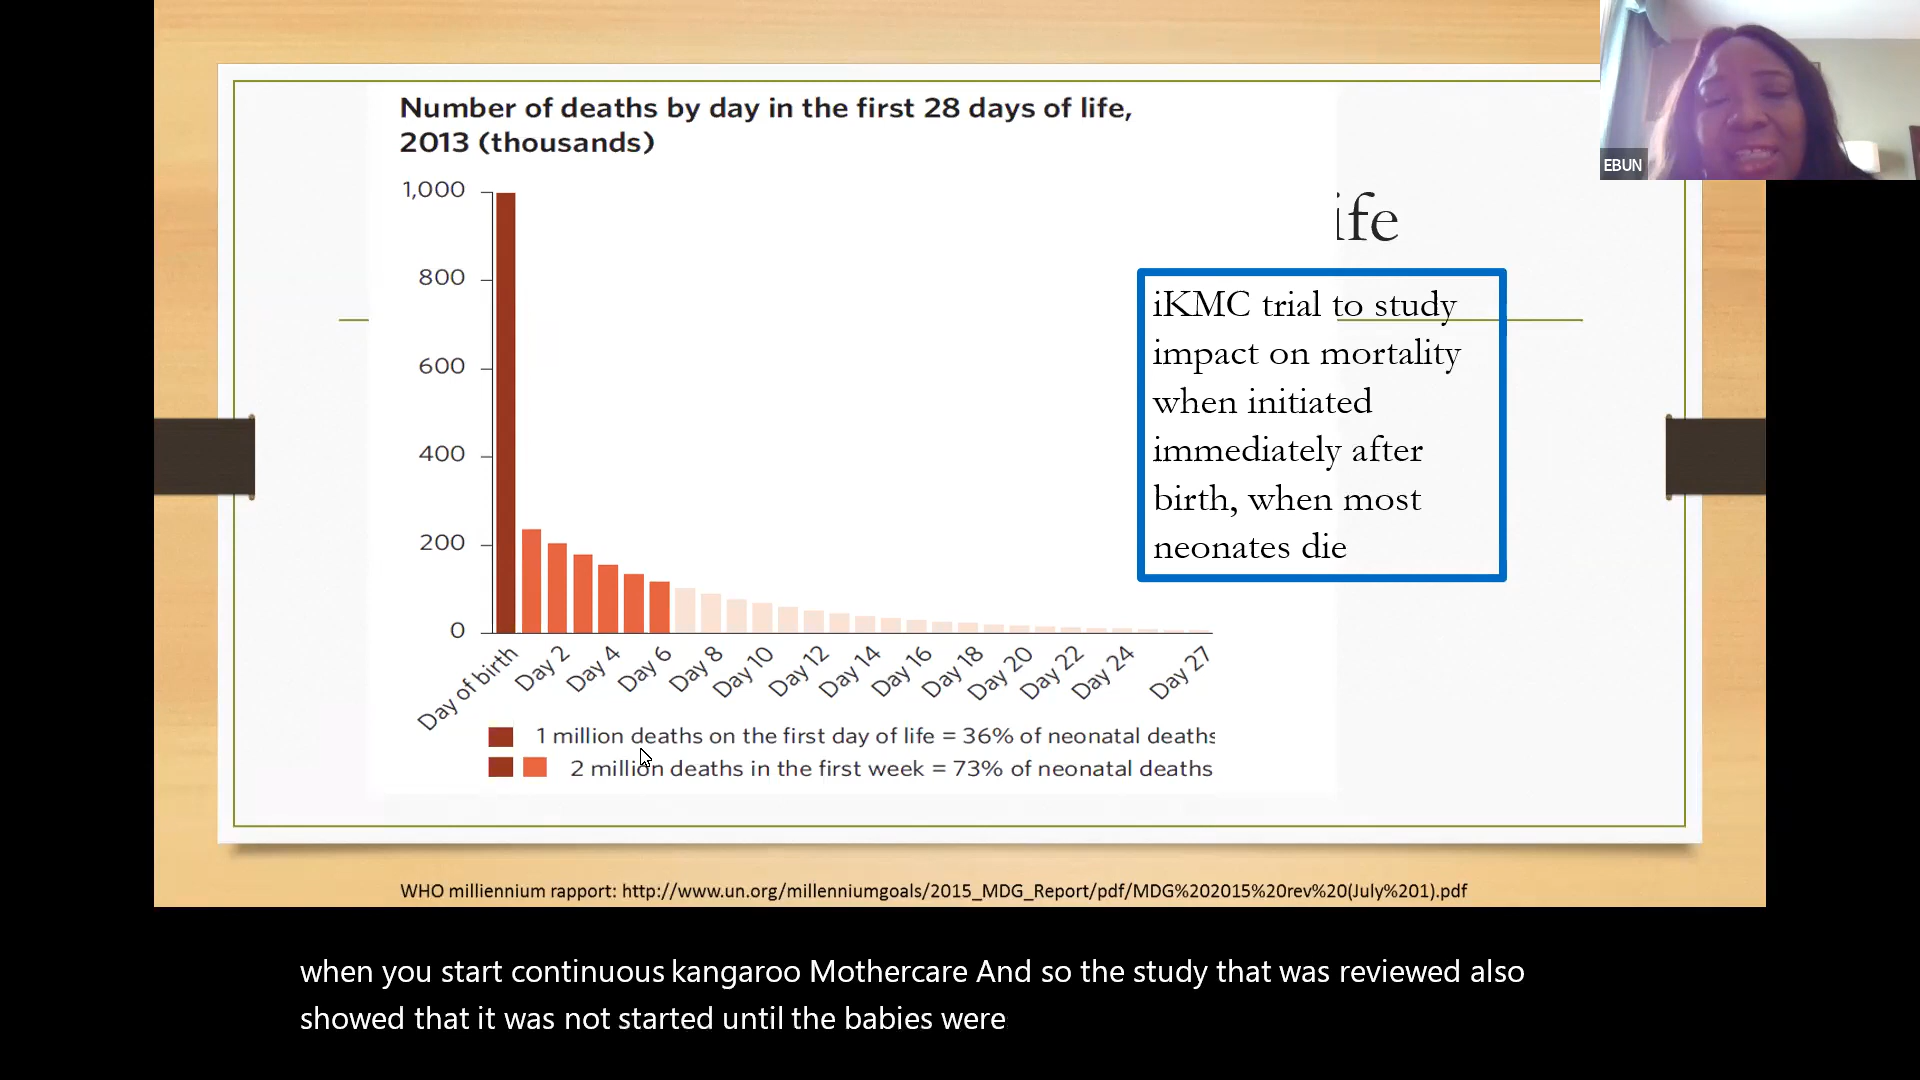 Number of deaths by day in the first 28 days of life,
2013 (thousands)
1,000
800
600
400
200
0
Day of birth
Day 2
Day 4
Day 6
Day 8
Day 10
Day 12
Day 14
Day 16
Day 18
Day 20
Day 22
Day 24
Day 27
1 million deaths on the first day of life = 36% of neonatal deaths
2 million deaths in the first week = 73% of neonatal deaths
ife
iKMC trial to study
impact on mortality
when initiated
immediately after
birth, when most
neonates die
EBUN
WHO milliennium rapport: http://www.un.org/millenniumgoals/2015_MDG_Report/pdf/MDG%202015%20rev%20(July%201).pdf
when you start continuous kangaroo Mothercare And so the study that was reviewed also
showed that it was not started until the babies were